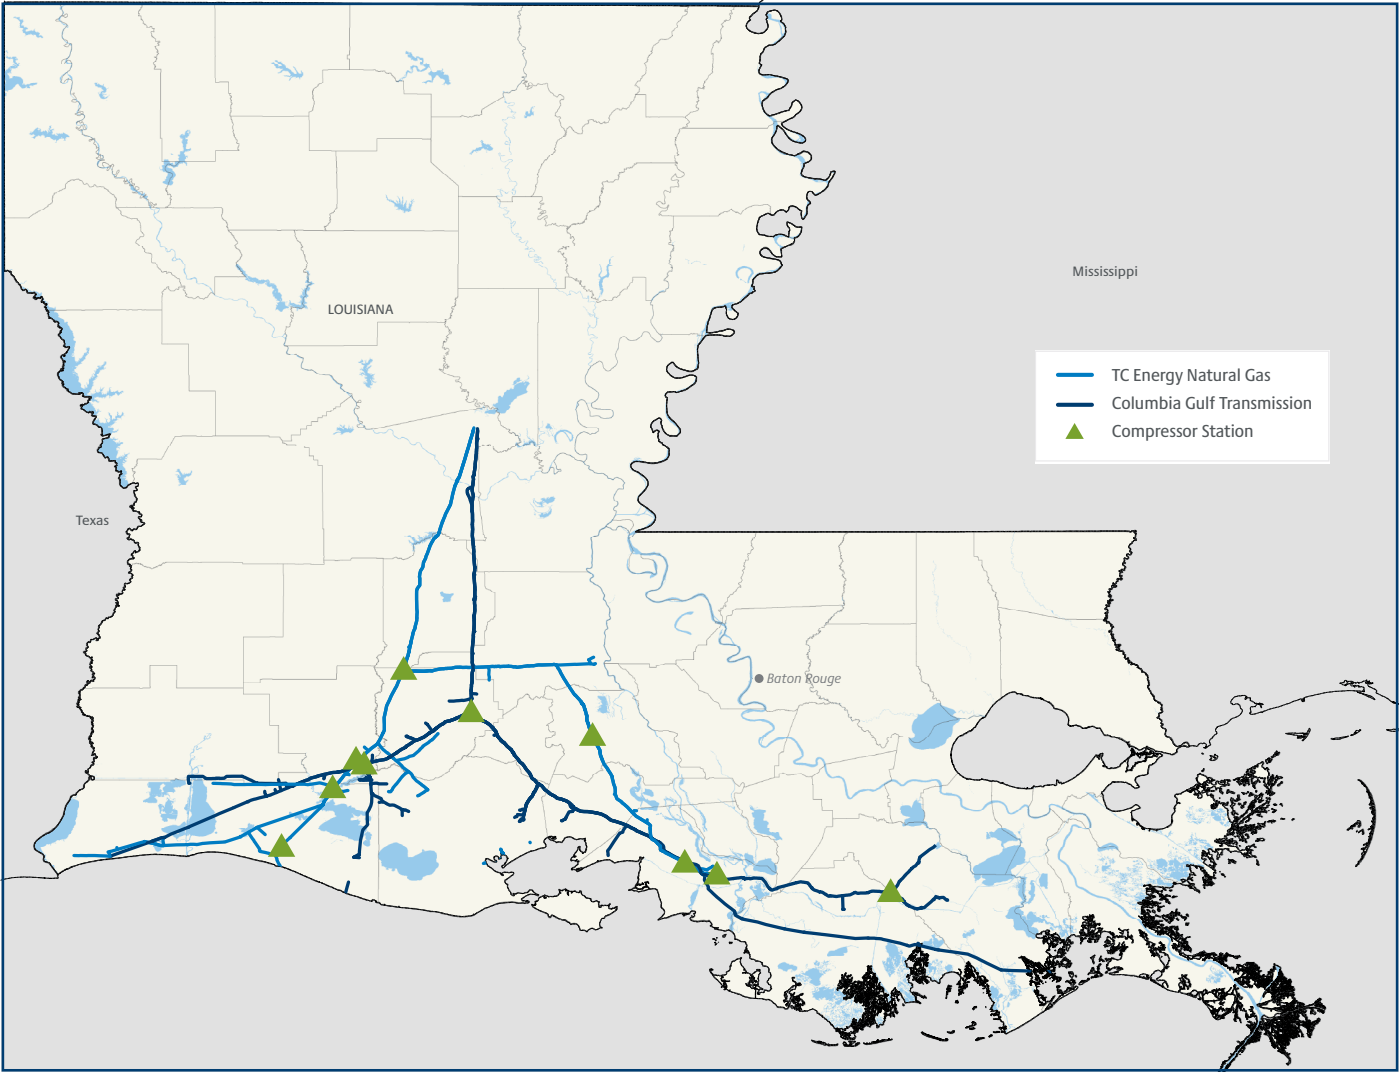 Mississippi
LOUISIANA
TC Energy Natural Gas
Columbia Gulf Transmission
Compressor Station
Texas
Baton Rouge